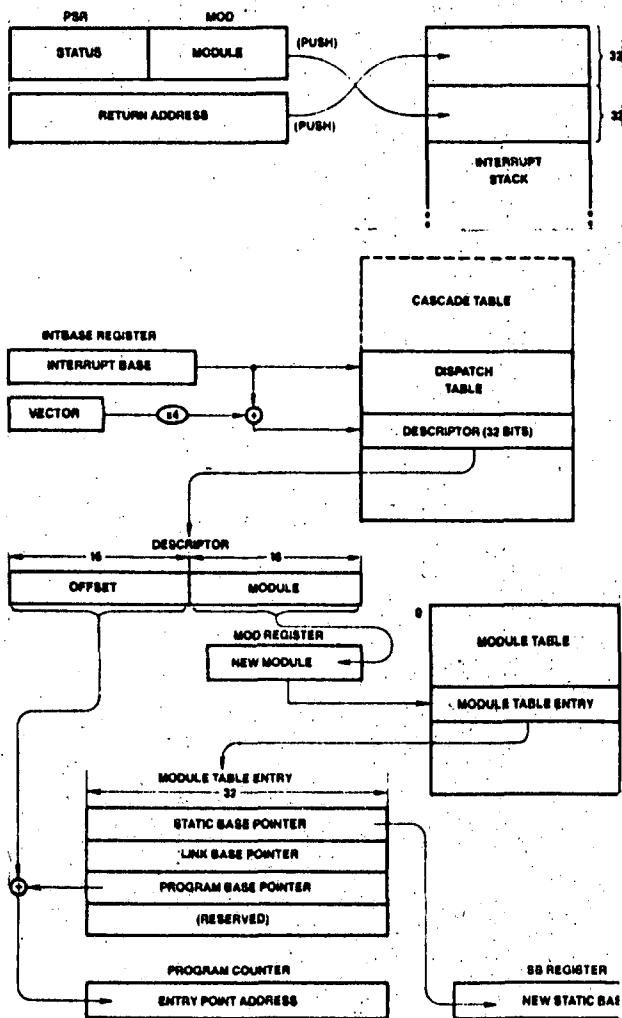 PSR MOD
STATUS MODULE (PUSH)
RETURN ADDRESS (PUSH)
32
32
INTERRUPT
STACK
CASCADE TABLE
INTBASE REGISTER
INTERRUPT BASE
DISPATCH
TABLE
VECTOR x4 +
DESCRIPTOR (32 BITS)
DESCRIPTOR
16 16
OFFSET MODULE
0
MOD REGISTER
NEW MODULE
MODULE TABLE
MODULE TABLE ENTRY
MODULE TABLE ENTRY
32
STATIC BASE POINTER
LINK BASE POINTER
+ PROGRAM BASE POINTER
(RESERVED)
PROGRAM COUNTER SB REGISTER
ENTRY POINT ADDRESS NEW STATIC BAS